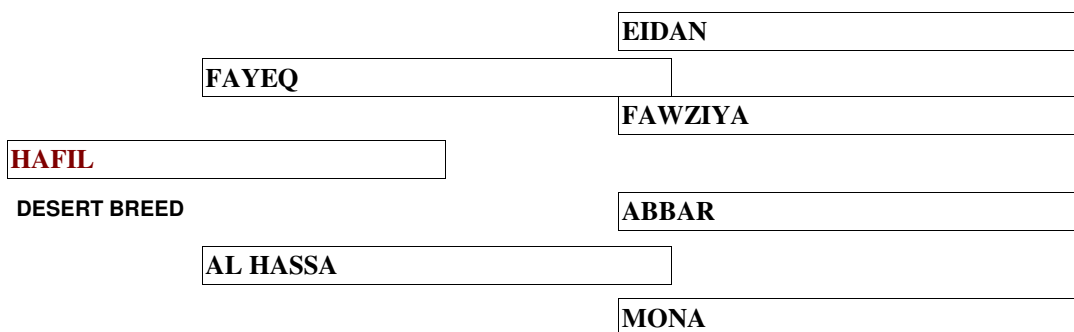 EIDAN
FAYEQ
FAWZIYA
HAFIL
DESERT BREED
ABBAR
AL HASSA
MONA